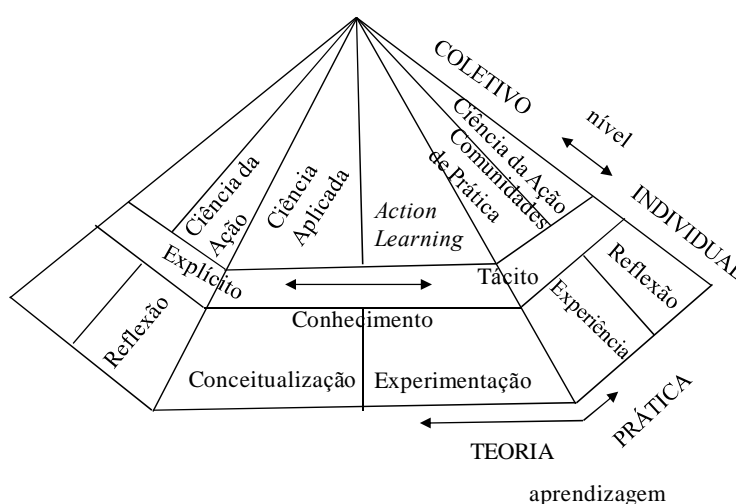 COLETIVO
nível
INDIVIDUAL
Ciência da
Ação
Ciência
Aplicada
Action
Learning
Comunidades
de Prática
Ciência da Ação
Explícito
Tácito
Conhecimento
Reflexão
Conceitualização
Experimentação
Experiência
Reflexão
TEORIA
PRÁTICA
aprendizagem